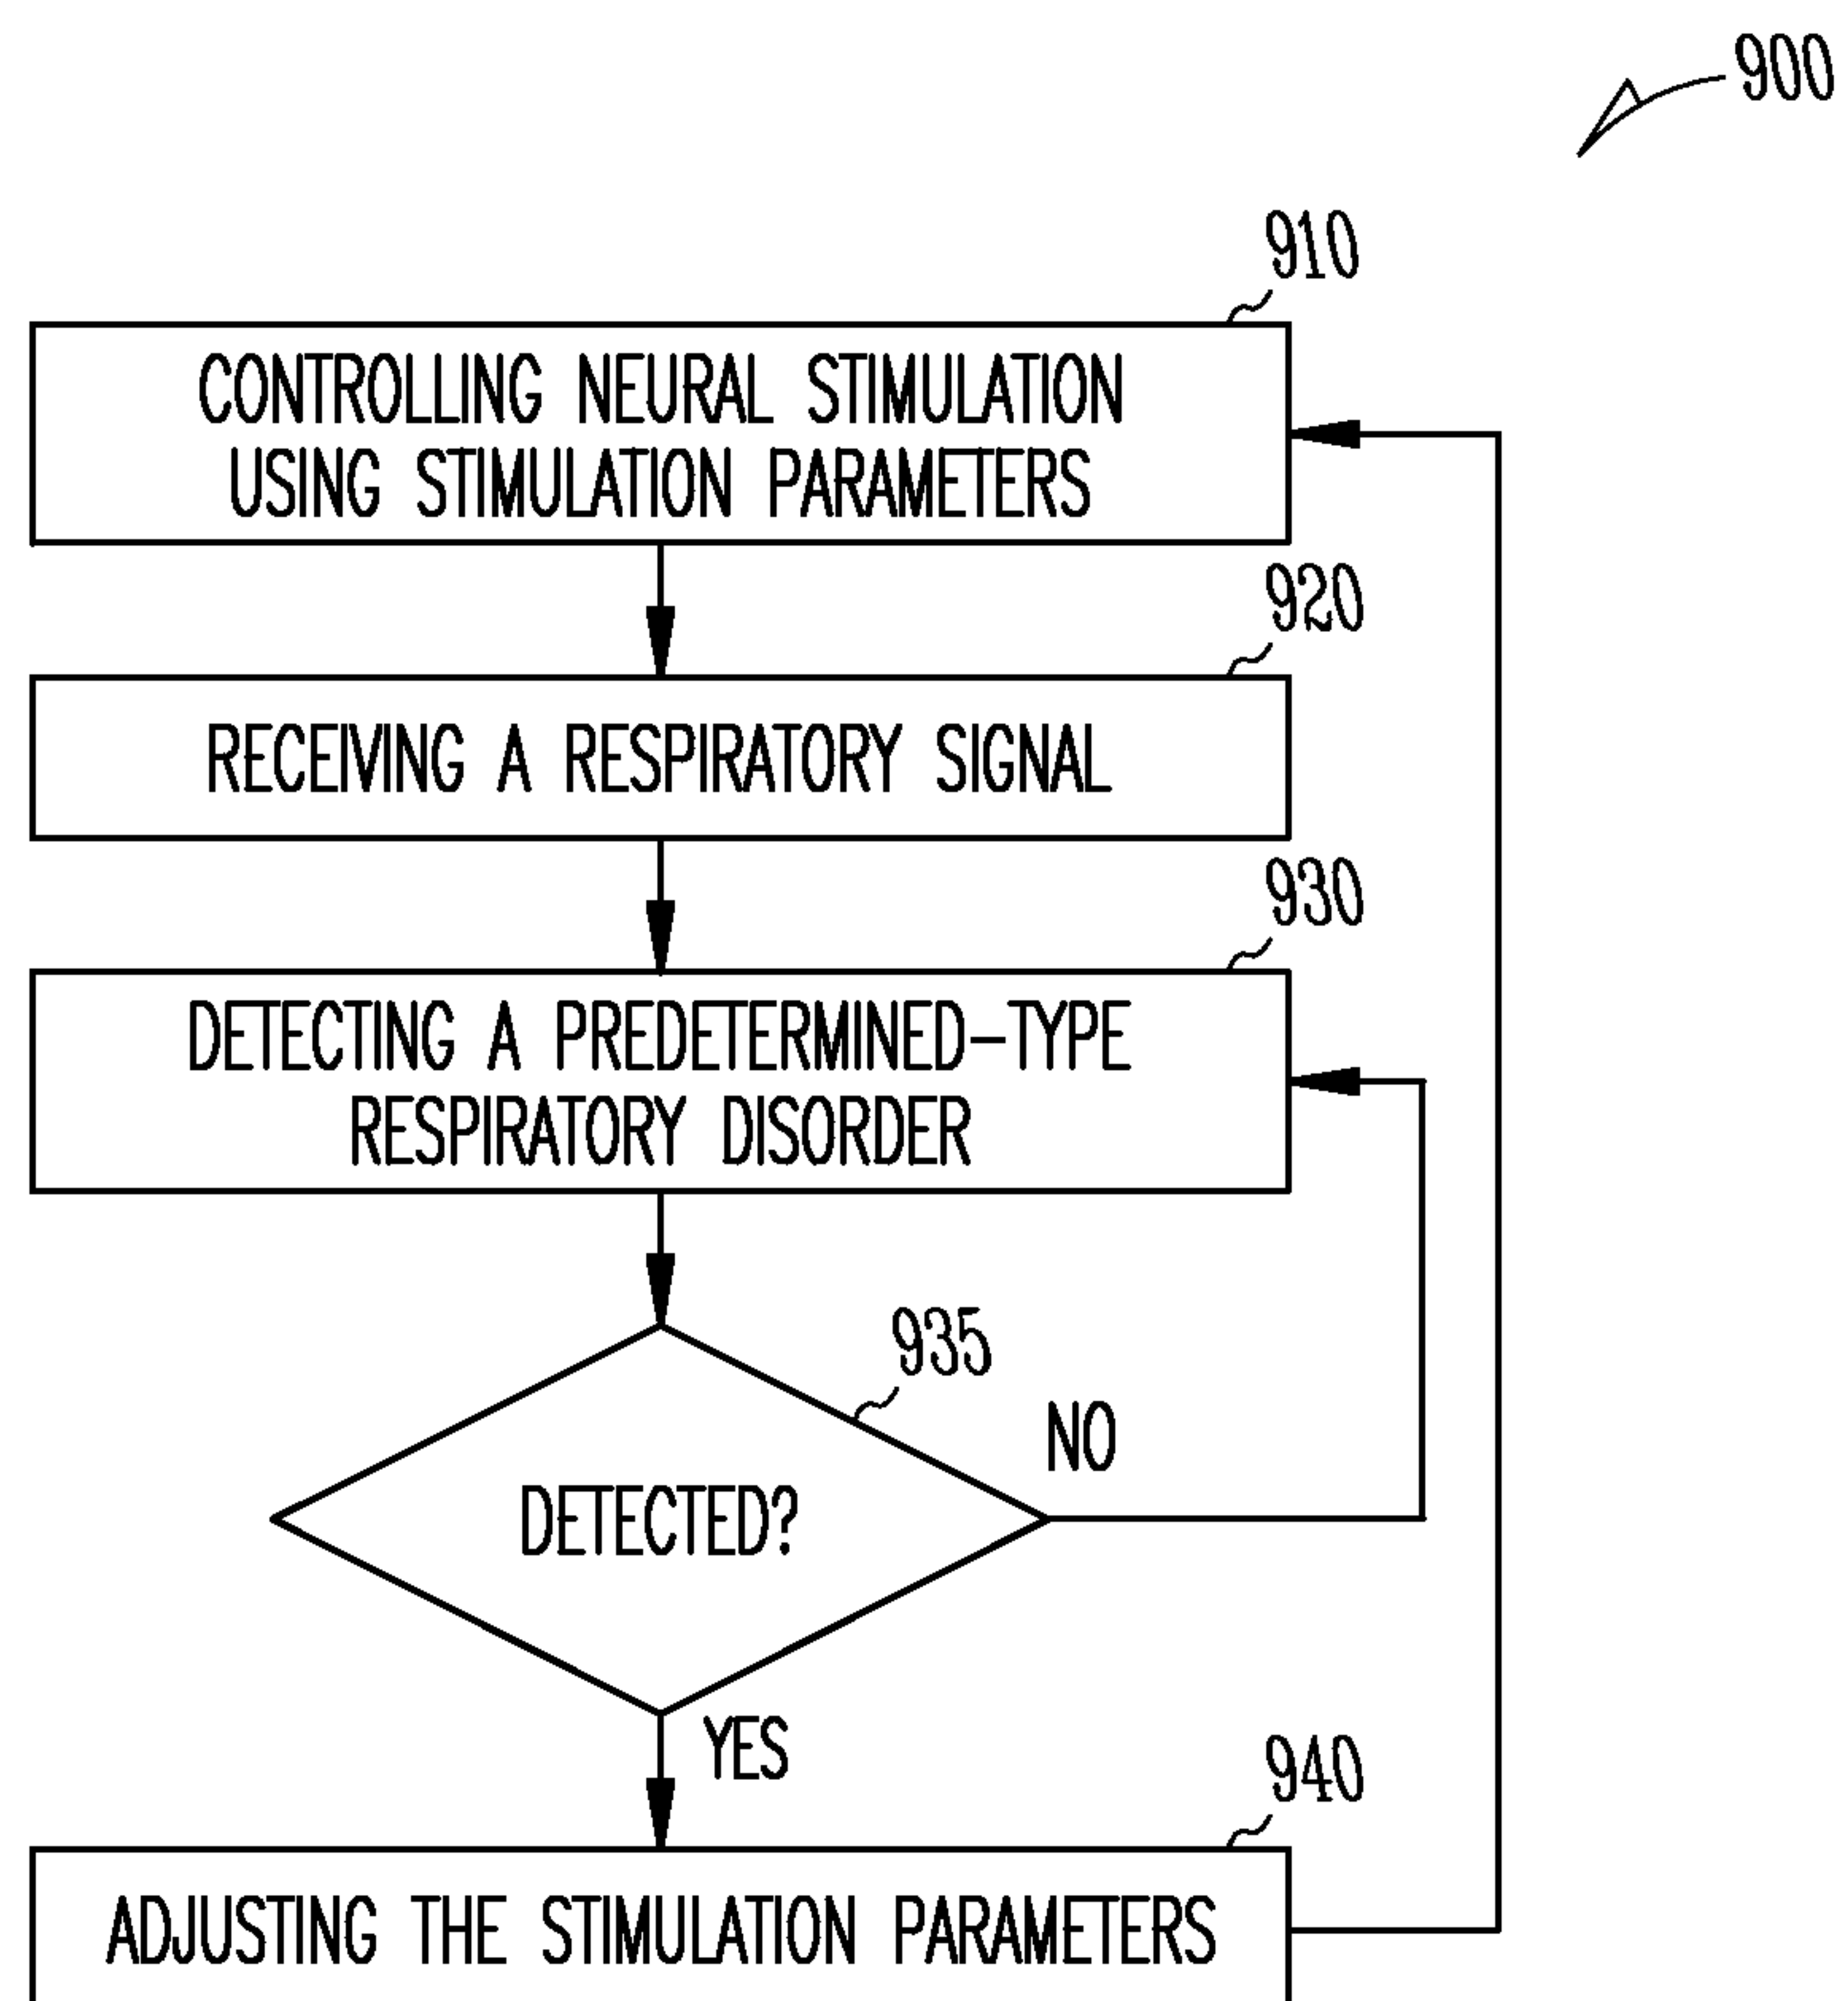 900
910
CONTROLLING NEURAL STIMULATION
USING STIMULATION PARAMETERS
920
RECEIVING A RESPIRATORY SIGNAL
930
DETECTING A PREDETERMINED-TYPE
RESPIRATORY DISORDER
935
NO
DETECTED?
YES
940
ADJUSTING THE STIMULATION PARAMETERS